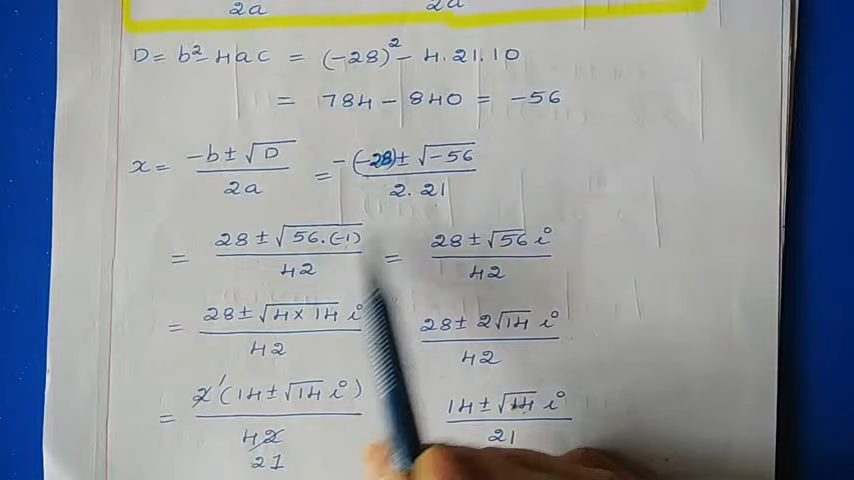 2a 2a
D = b² - 4ac = (-28)² - 4.21.10
= 784 - 840 = -56
x = (-b ± √D)/2a = (-(-28) ± √-56)/2.21
= (28 ± √56.(-1))/42 = (28 ± √56 i)/42
= (28 ± √4×14 i)/42 (28 ± 2√14 i)/42
= 2 1 (14 ± √14 i)/42 21 (14 ± √14 i)/21